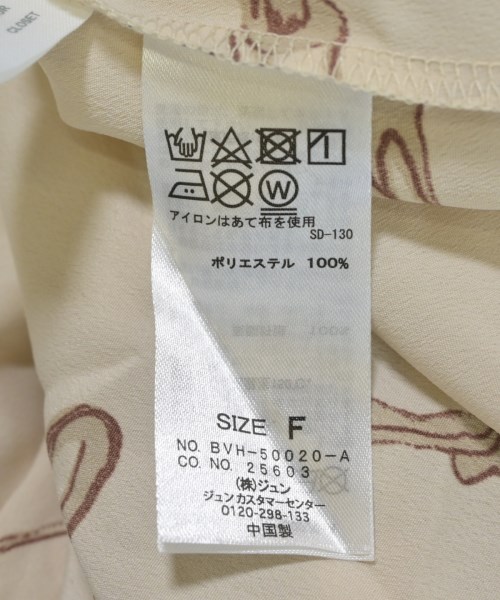 CLOSET
アイロンはあて布を使用
SD-130
ポリエステル 100%
SIZE F
NO. BVH-50020-A
CO. NO. 25603
(株)ジュン
ジュンカスタマーセンター
0120-298-133
中国製